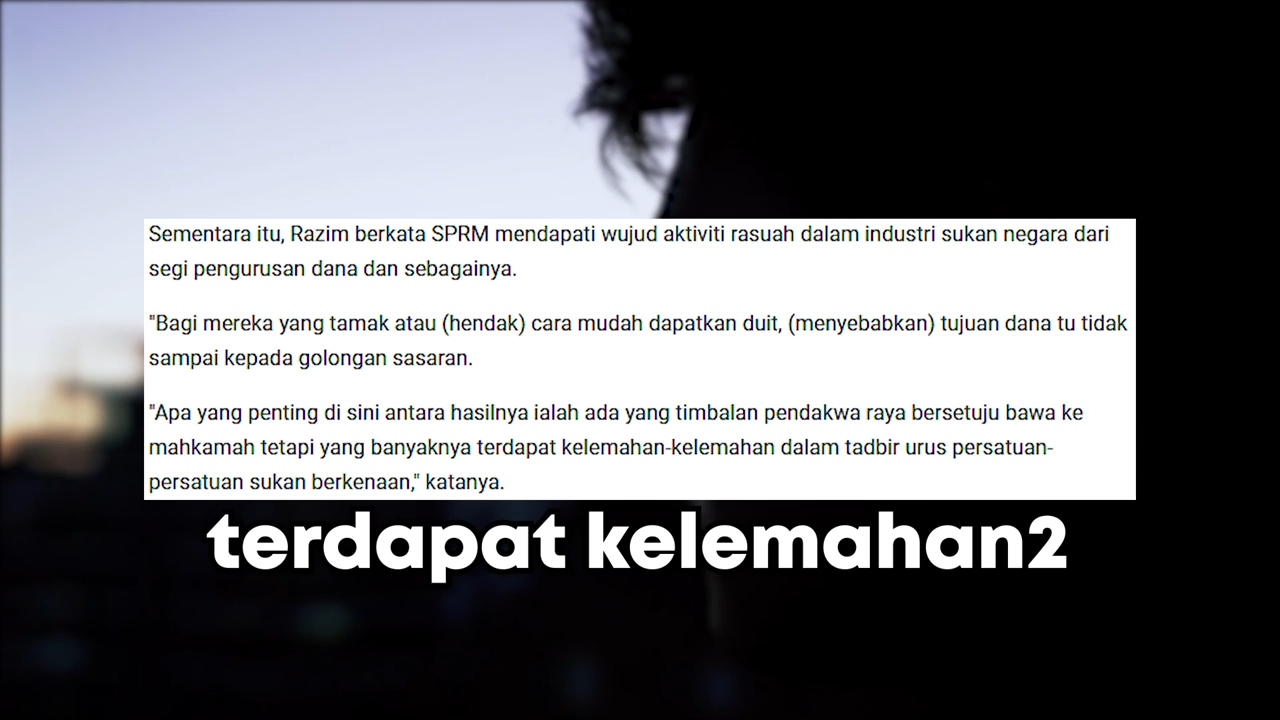 Sementara itu, Razim berkata SPRM mendapati wujud aktiviti rasuah dalam industri sukan negara dari
segi pengurusan dana dan sebagainya.
"Bagi mereka yang tamak atau (hendak) cara mudah dapatkan duit, (menyebabkan) tujuan dana tu tidak
sampai kepada golongan sasaran.
"Apa yang penting di sini antara hasilnya ialah ada yang timbalan pendakwa raya bersetuju bawa ke
mahkamah tetapi yang banyaknya terdapat kelemahan-kelemahan dalam tadbir urus persatuan-
persatuan sukan berkenaan," katanya.
terdapat kelemahan2